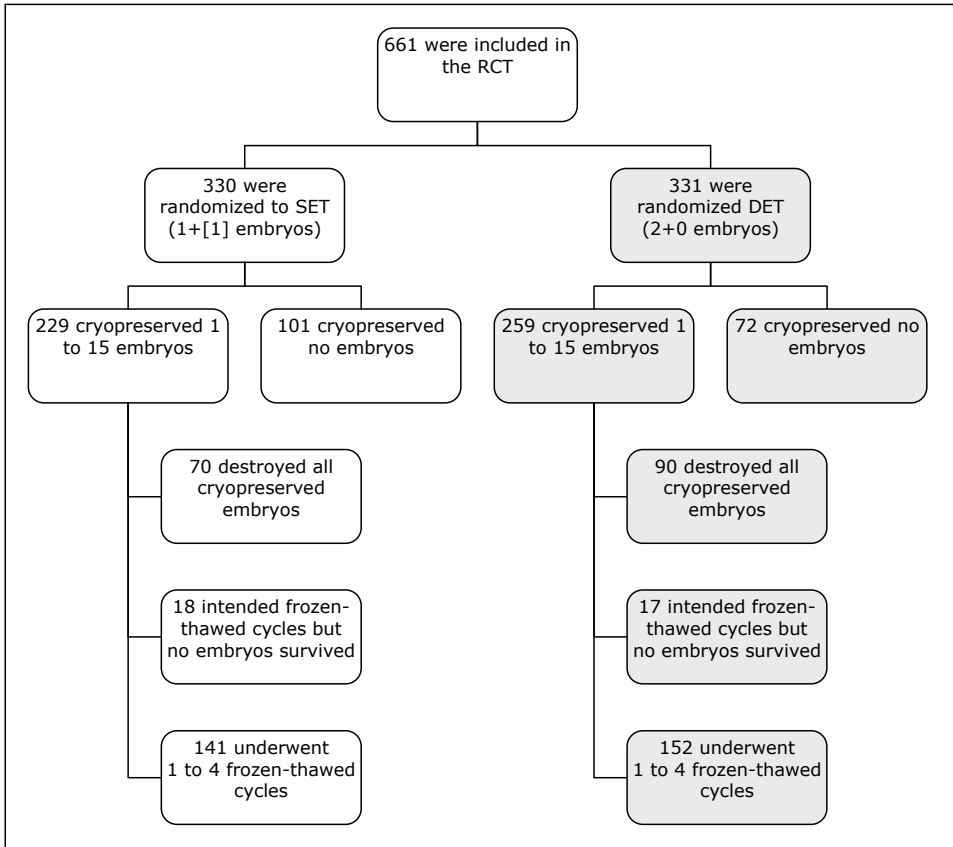 661 were included in
the RCT
330 were
randomized to SET
(1+[1] embryos)
331 were
randomized DET
(2+0 embryos)
229 cryopreserved 1
to 15 embryos
101 cryopreserved
no embryos
259 cryopreserved 1
to 15 embryos
72 cryopreserved no
embryos
70 destroyed all
cryopreserved
embryos
90 destroyed all
cryopreserved
embryos
18 intended frozen-
thawed cycles but
no embryos survived
17 intended frozen-
thawed cycles but
no embryos survived
141 underwent
1 to 4 frozen-thawed
cycles
152 underwent
1 to 4 frozen-thawed
cycles